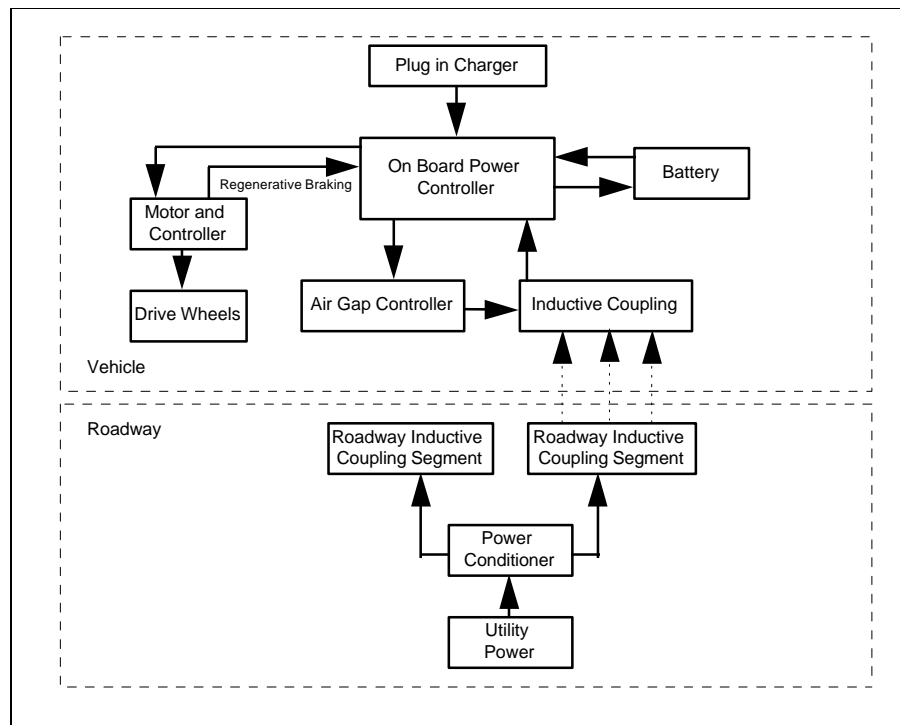 Plug in Charger
On Board Power
Controller
Battery
Regenerative Braking
Motor and
Controller
Drive Wheels
Air Gap Controller
Inductive Coupling
Vehicle
Roadway
Roadway Inductive
Coupling Segment
Roadway Inductive
Coupling Segment
Power
Conditioner
Utility
Power